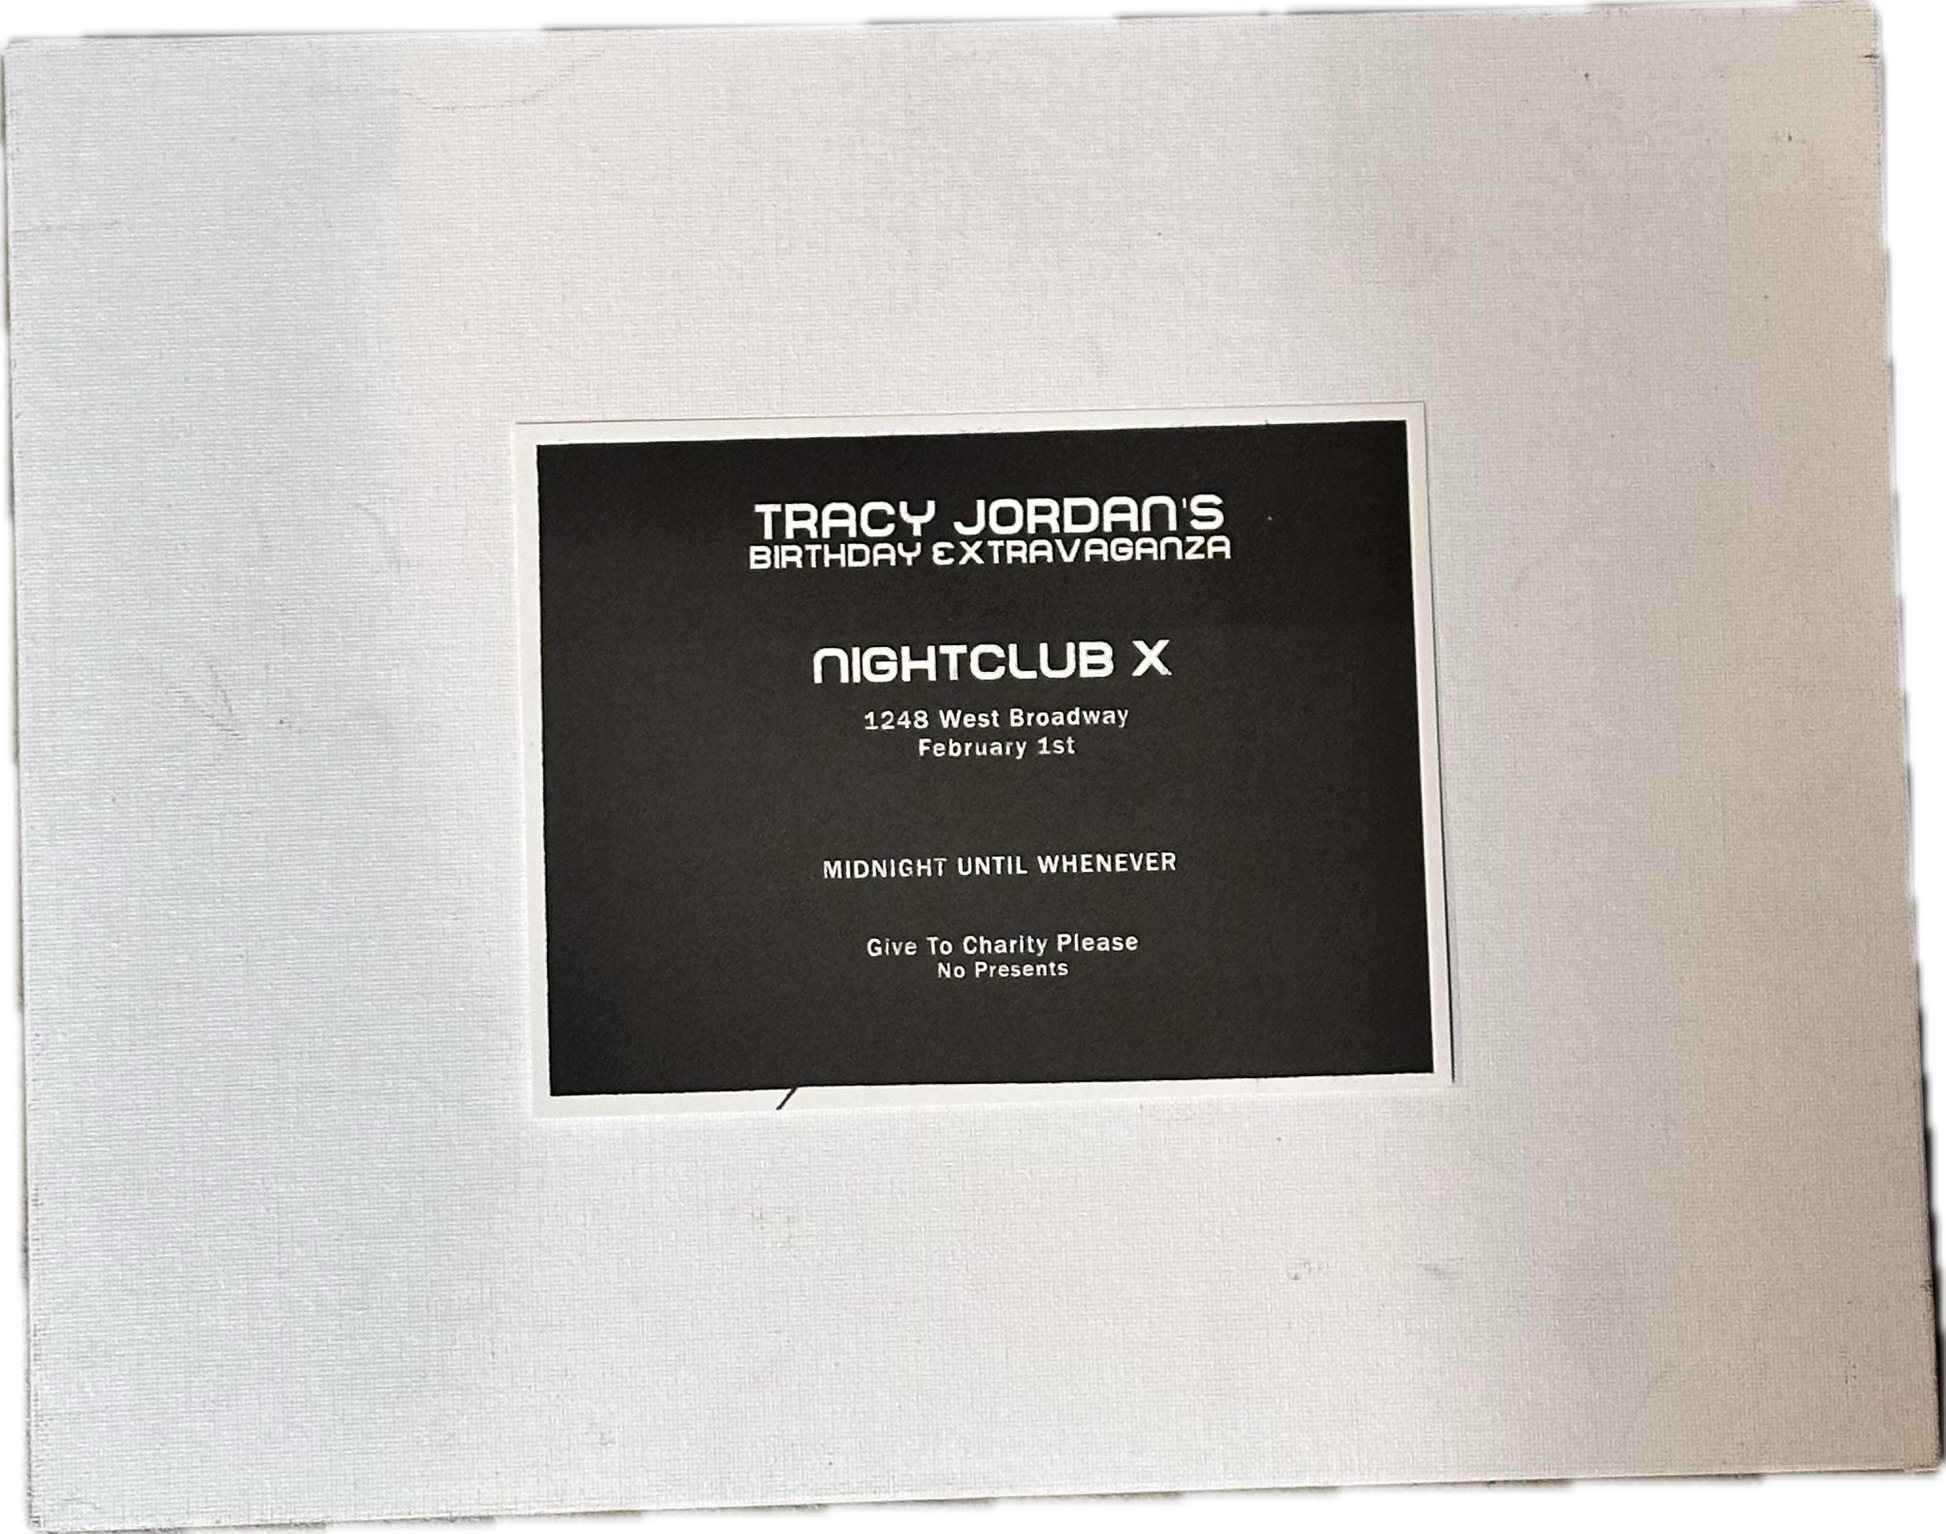 TRACY JORDAN'S
BIRTHDAY EXTRAVAGANZA
NIGHTCLUB X
1248 West Broadway
February 1st
MIDNIGHT UNTIL WHENEVER
Give To Charity Please
No Presents